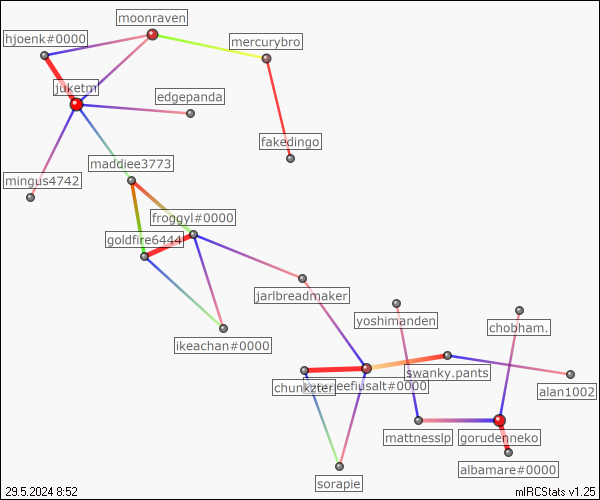 moonraven
hjoenk#0000
mercurybro
juketm
edgepanda
fakedingo
maddiee3773
mingus4742
froggyl#0000
goldfire6444
jarlbreadmaker
yoshimanden
chobham.
ikeachan#0000
swanky.pants
chunkzter
eefiusalt#0000
alan1002
mattnesslp
gorudenneko
albamare#0000
sorapie
29.5.2024 8:52
mIRCStats v1.25